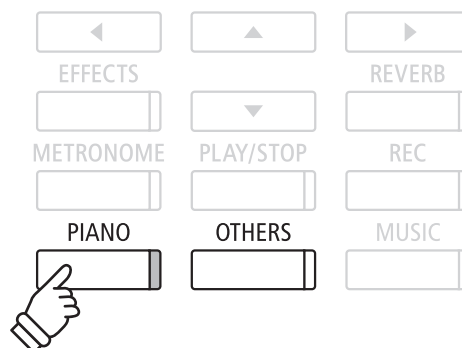 EFFECTS REVERB
METRONOME PLAY/STOP REC
PIANO OTHERS MUSIC